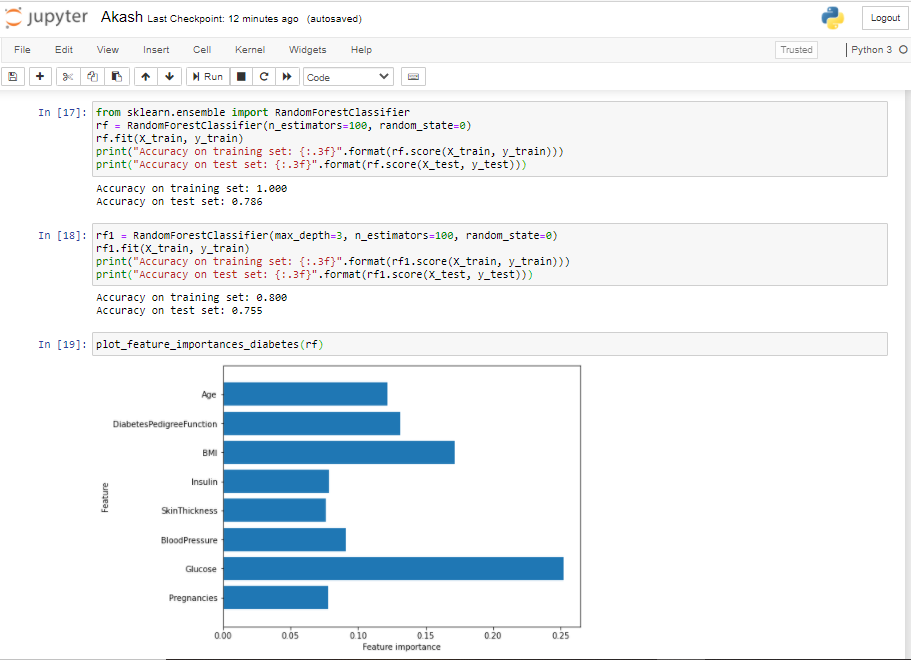 jupyter Akash Last Checkpoint: 12 minutes ago (autosaved)
Logout
File Edit View Insert Cell Kernel Widgets Help
Trusted
Python 3
Run
Code
In [17]:
from sklearn.ensemble import RandomForestClassifier
rf = RandomForestClassifier(n_estimators=100, random_state=0)
rf.fit(X_train, y_train)
print("Accuracy on training set: {:.3f}".format(rf.score(X_train, y_train)))
print("Accuracy on test set: {:.3f}".format(rf.score(X_test, y_test)))
Accuracy on training set: 1.000
Accuracy on test set: 0.786
In [18]:
rf1 = RandomForestClassifier(max_depth=3, n_estimators=100, random_state=0)
rf1.fit(X_train, y_train)
print("Accuracy on training set: {:.3f}".format(rf1.score(X_train, y_train)))
print("Accuracy on test set: {:.3f}".format(rf1.score(X_test, y_test)))
Accuracy on training set: 0.800
Accuracy on test set: 0.755
In [19]:
plot_feature_importances_diabetes(rf)
Age
DiabetesPedigreeFunction
BMI
Insulin
SkinThickness
BloodPressure
Glucose
Pregnancies
Feature
0.00 0.05 0.10 0.15 0.20 0.25
Feature importance